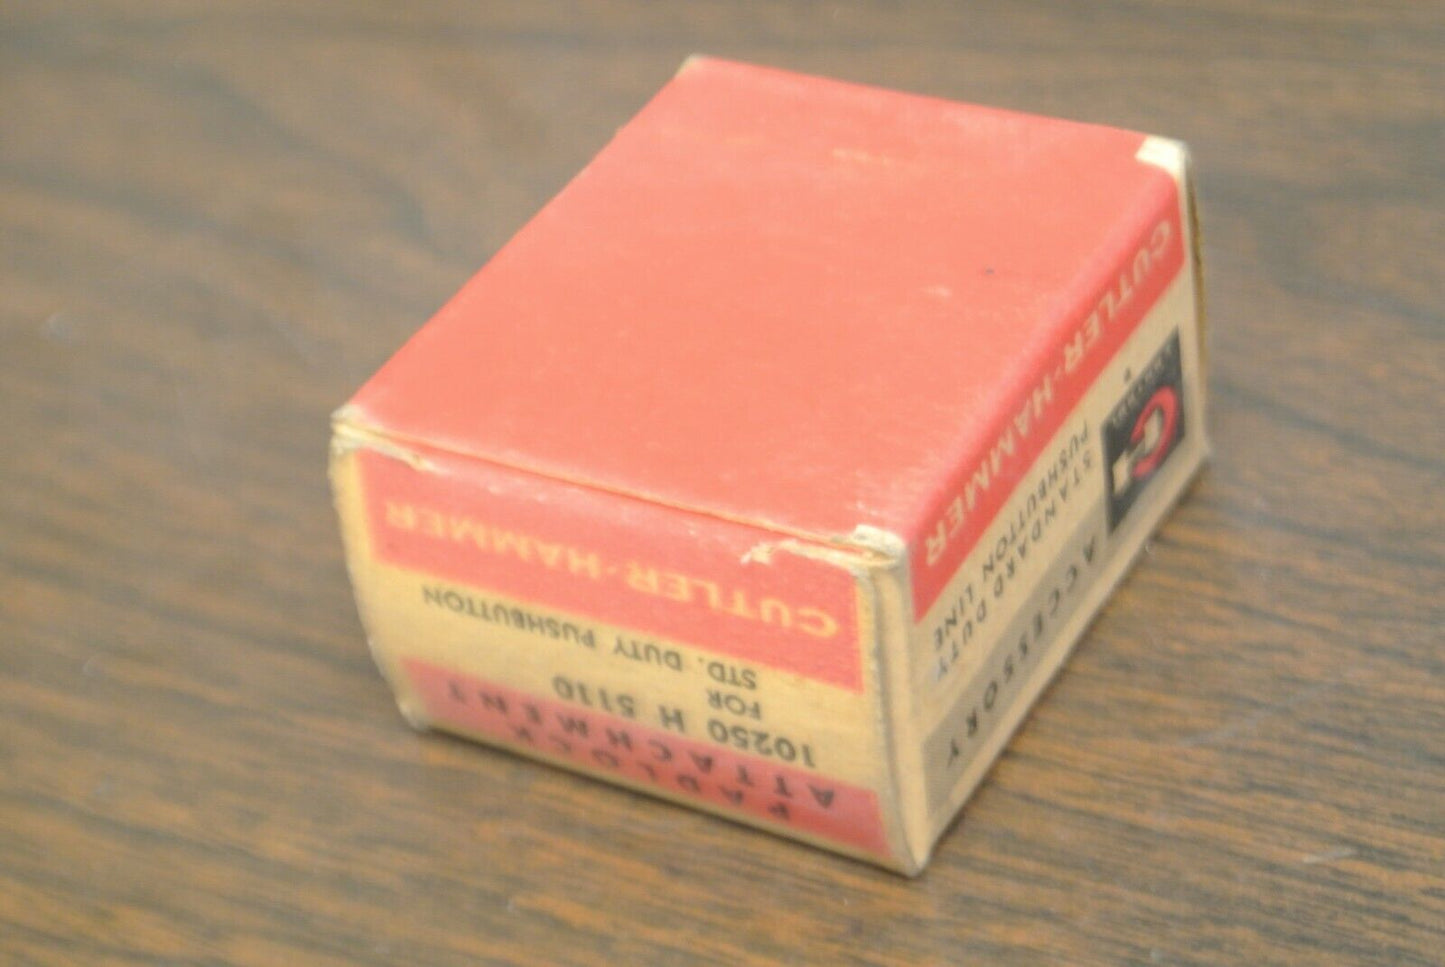 CUTLER-HAMMER
STD. DUTY PUSHBUTTON
FOR
10250 H 5110
ATTACHMENT
PADLOCK
CUTLER·HAMMER
STANDARD DUTY
PUSHBUTTON LINE
ACCESSORY